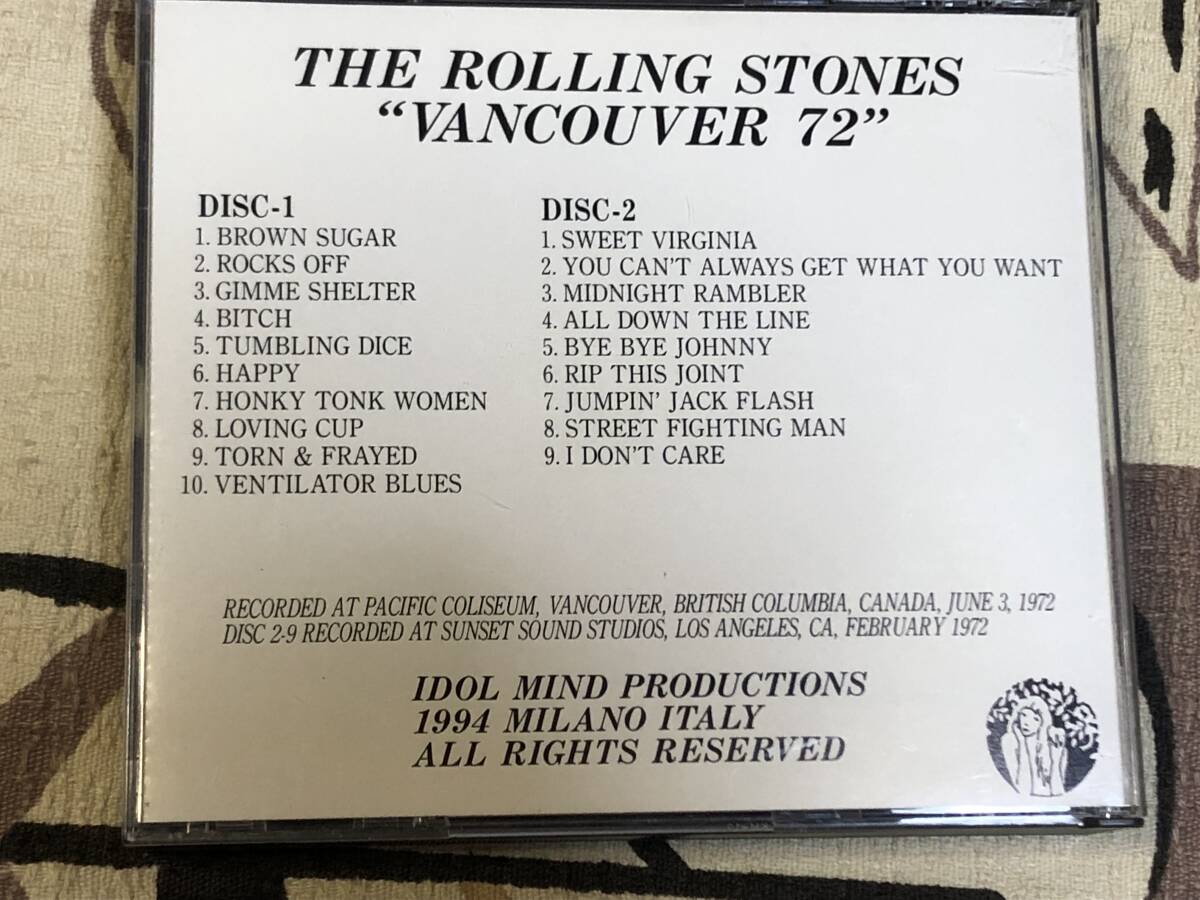 THE ROLLING STONES
“VANCOUVER 72”
DISC-1
1. BROWN SUGAR
2. ROCKS OFF
3. GIMME SHELTER
4. BITCH
5. TUMBLING DICE
6. HAPPY
7. HONKY TONK WOMEN
8. LOVING CUP
9. TORN & FRAYED
10. VENTILATOR BLUES
DISC-2
1. SWEET VIRGINIA
2. YOU CAN'T ALWAYS GET WHAT YOU WANT
3. MIDNIGHT RAMBLER
4. ALL DOWN THE LINE
5. BYE BYE JOHNNY
6. RIP THIS JOINT
7. JUMPIN' JACK FLASH
8. STREET FIGHTING MAN
9. I DON'T CARE
RECORDED AT PACIFIC COLISEUM, VANCOUVER, BRITISH COLUMBIA, CANADA, JUNE 3, 1972
DISC 2-9 RECORDED AT SUNSET SOUND STUDIOS, LOS ANGELES, CA, FEBRUARY 1972
IDOL MIND PRODUCTIONS
1994 MILANO ITALY
ALL RIGHTS RESERVED